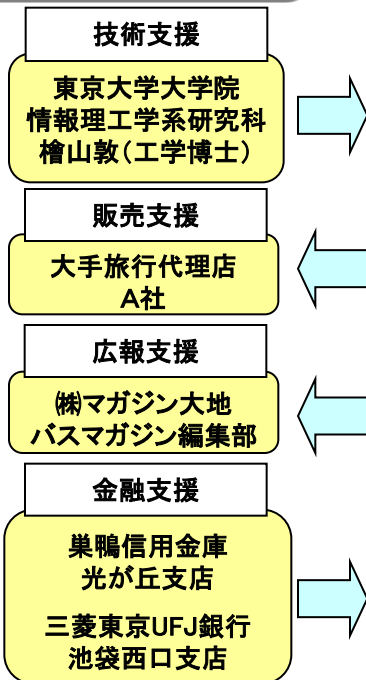 技術支援
東京大学大学院
情報理工学系研究科
檜山敦（工学博士）
販売支援
大手旅行代理店
A社
広報支援
㈱マガジン大地
バスマガジン編集部
金融支援
巣鴨信用金庫
光が丘支店
三菱東京UFJ銀行
池袋西口支店